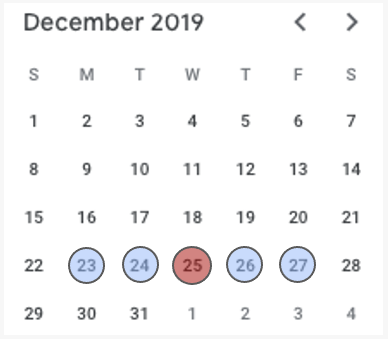 December 2019 < >
S M T W T F S
1 2 3 4 5 6 7
8 9 10 11 12 13 14
15 16 17 18 19 20 21
22 23 24 25 26 27 28
29 30 31 1 2 3 4